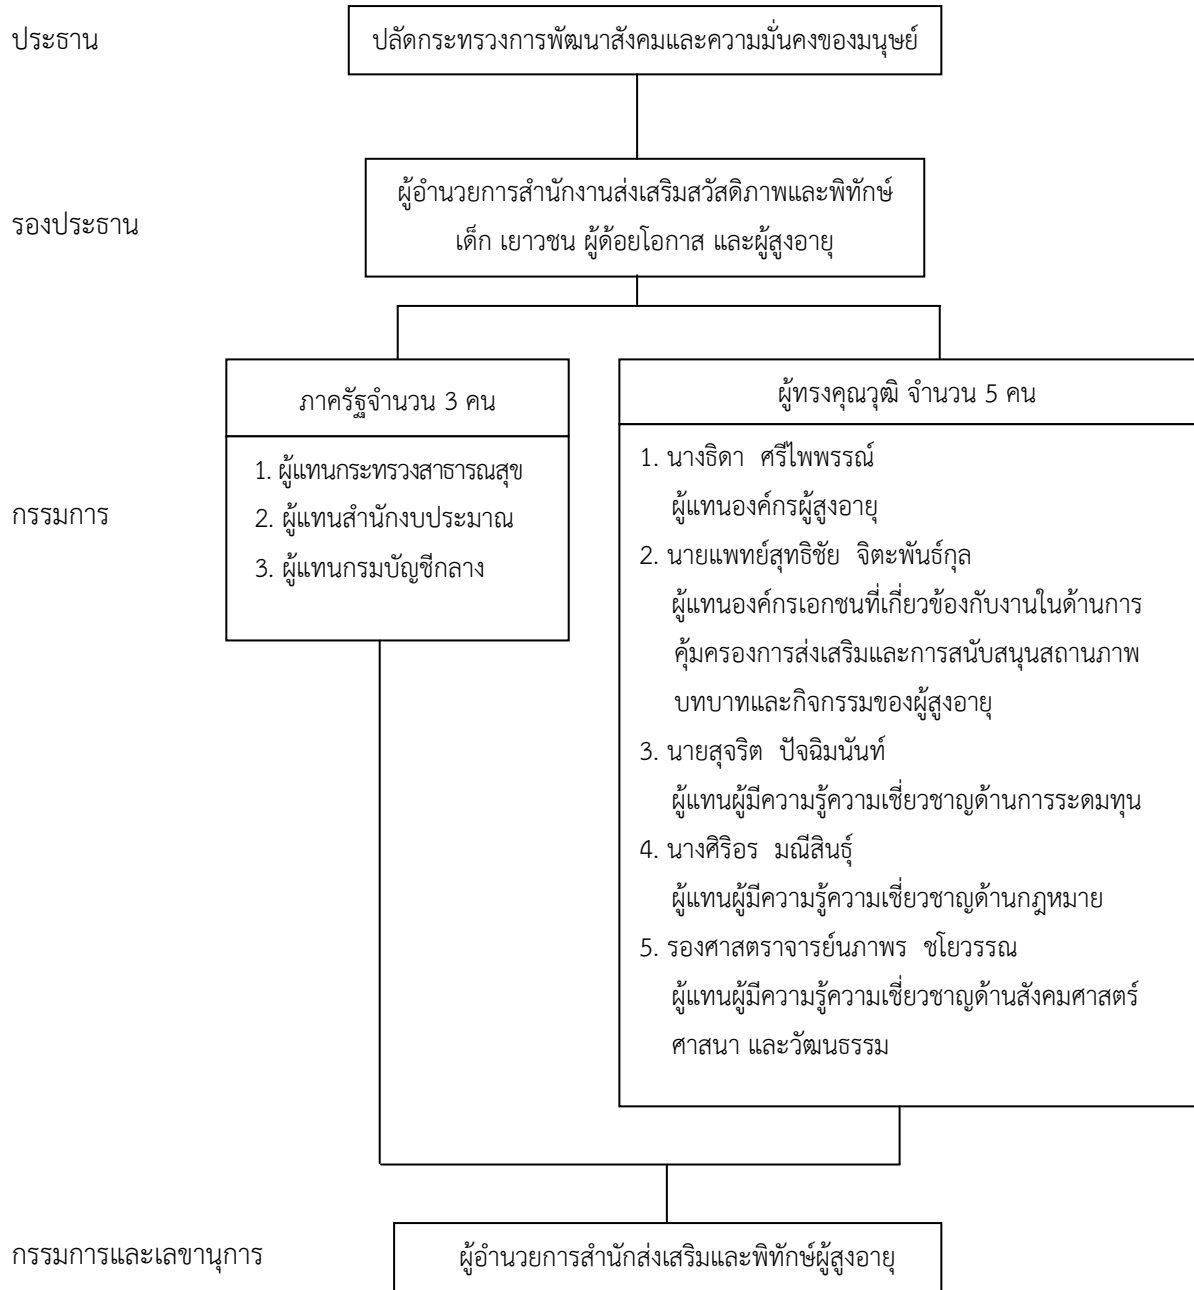 ประธาน
ปลัดกระทรวงการพัฒนาสังคมและความมั่นคงของมนุษย์
รองประธาน
ผู้อำนวยการสำนักงานส่งเสริมสวัสดิภาพและพิทักษ์
เด็ก เยาวชน ผู้ด้อยโอกาส และผู้สูงอายุ
กรรมการ
ภาครัฐจำนวน 3 คน
1. ผู้แทนกระทรวงสาธารณสุข
2. ผู้แทนสำนักงบประมาณ
3. ผู้แทนกรมบัญชีกลาง
ผู้ทรงคุณวุฒิ จำนวน 5 คน
1. นางธิดา ศรีไพพรรณ์
ผู้แทนองค์กรผู้สูงอายุ
2. นายแพทย์สุทธิชัย จิตะพันธ์กุล
ผู้แทนองค์กรเอกชนที่เกี่ยวข้องกับงานในด้านการ
คุ้มครองการส่งเสริมและการสนับสนุนสถานภาพ
บทบาทและกิจกรรมของผู้สูงอายุ
3. นายสุจริต ปัจฉิมนันท์
ผู้แทนผู้มีความรู้ความเชี่ยวชาญด้านการระดมทุน
4. นางศิริอร มณีสินธุ์
ผู้แทนผู้มีความรู้ความเชี่ยวชาญด้านกฎหมาย
5. รองศาสตราจารย์นภาพร ชโยวรรณ
ผู้แทนผู้มีความรู้ความเชี่ยวชาญด้านสังคมศาสตร์
ศาสนา และวัฒนธรรม
กรรมการและเลขานุการ
ผู้อำนวยการสำนักส่งเสริมและพิทักษ์ผู้สูงอายุ